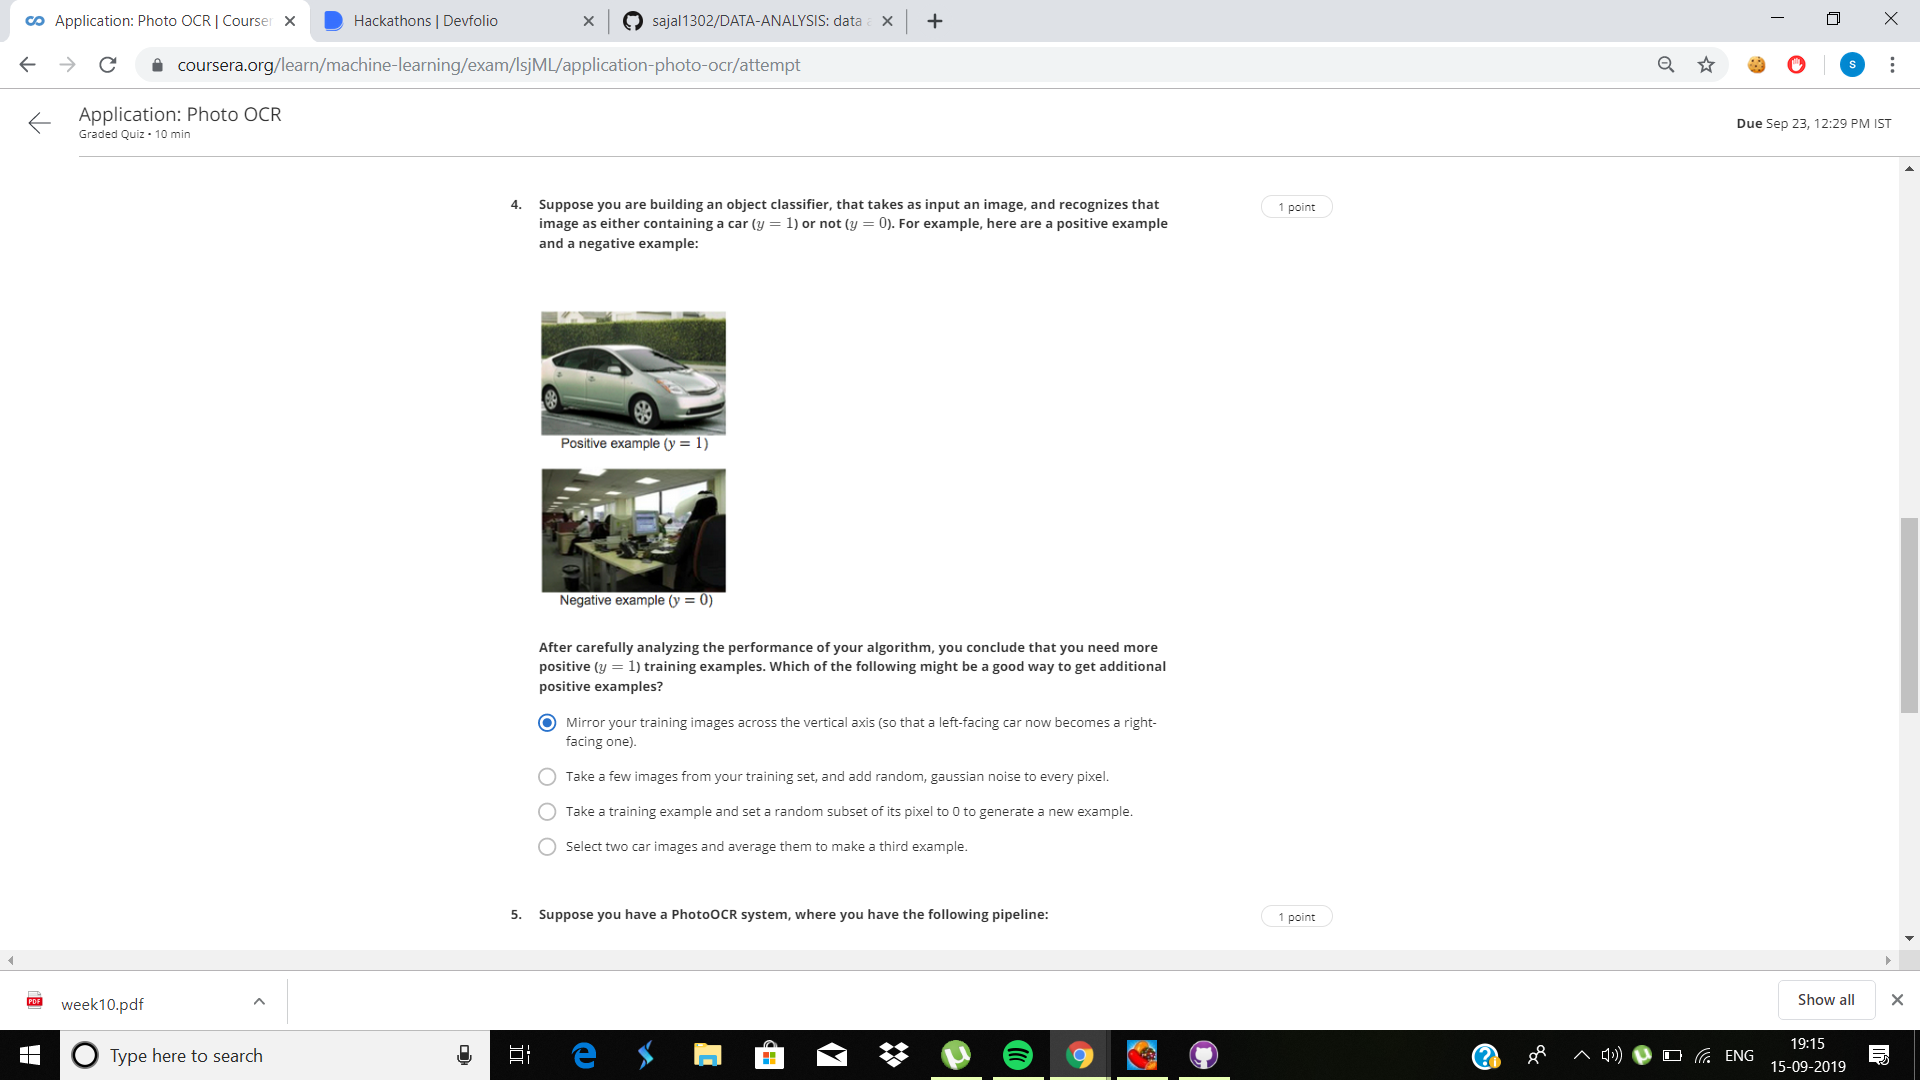 Application: Photo OCR | Courser
Hackathons | Devfolio
sajal1302/DATA-ANALYSIS: data a
coursera.org/learn/machine-learning/exam/lsjML/application-photo-ocr/attempt
S
Application: Photo OCR
Graded Quiz • 10 min
Due Sep 23, 12:29 PM IST
4. Suppose you are building an object classifier, that takes as input an image, and recognizes that
1 point
image as either containing a car (y = 1) or not (y = 0). For example, here are a positive example
and a negative example:
Positive example (y = 1)
Negative example (y = 0)
After carefully analyzing the performance of your algorithm, you conclude that you need more
positive (y = 1) training examples. Which of the following might be a good way to get additional
positive examples?
Mirror your training images across the vertical axis (so that a left-facing car now becomes a right-
facing one).
Take a few images from your training set, and add random, gaussian noise to every pixel.
Take a training example and set a random subset of its pixel to 0 to generate a new example.
Select two car images and average them to make a third example.
5. Suppose you have a PhotoOCR system, where you have the following pipeline:
1 point
PDF
week10.pdf
Show all
Type here to search
ENG
19:15
15-09-2019